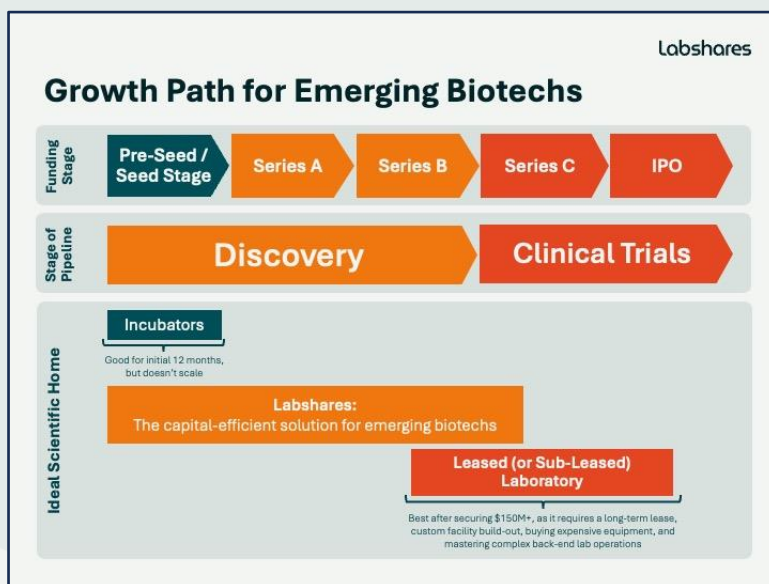 Labshares
Growth Path for Emerging Biotechs
Funding
Stage
Pre-Seed /
Seed Stage
Series A
Series B
Series C
IPO
Stage of
Pipeline
Discovery
Clinical Trials
Ideal Scientific Home
Incubators
Good for initial 12 months,
but doesn't scale
Labshares:
The capital-efficient solution for emerging biotechs
Leased (or Sub-Leased)
Laboratory
Best after securing $150M+, as it requires a long-term lease,
custom facility build-out, buying expensive equipment, and
mastering complex back-end lab operations